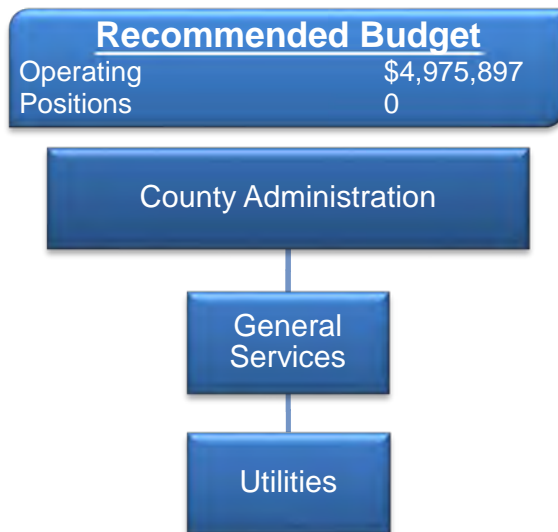 Recommended Budget
Operating $4,975,897
Positions 0
County Administration
General
Services
Utilities